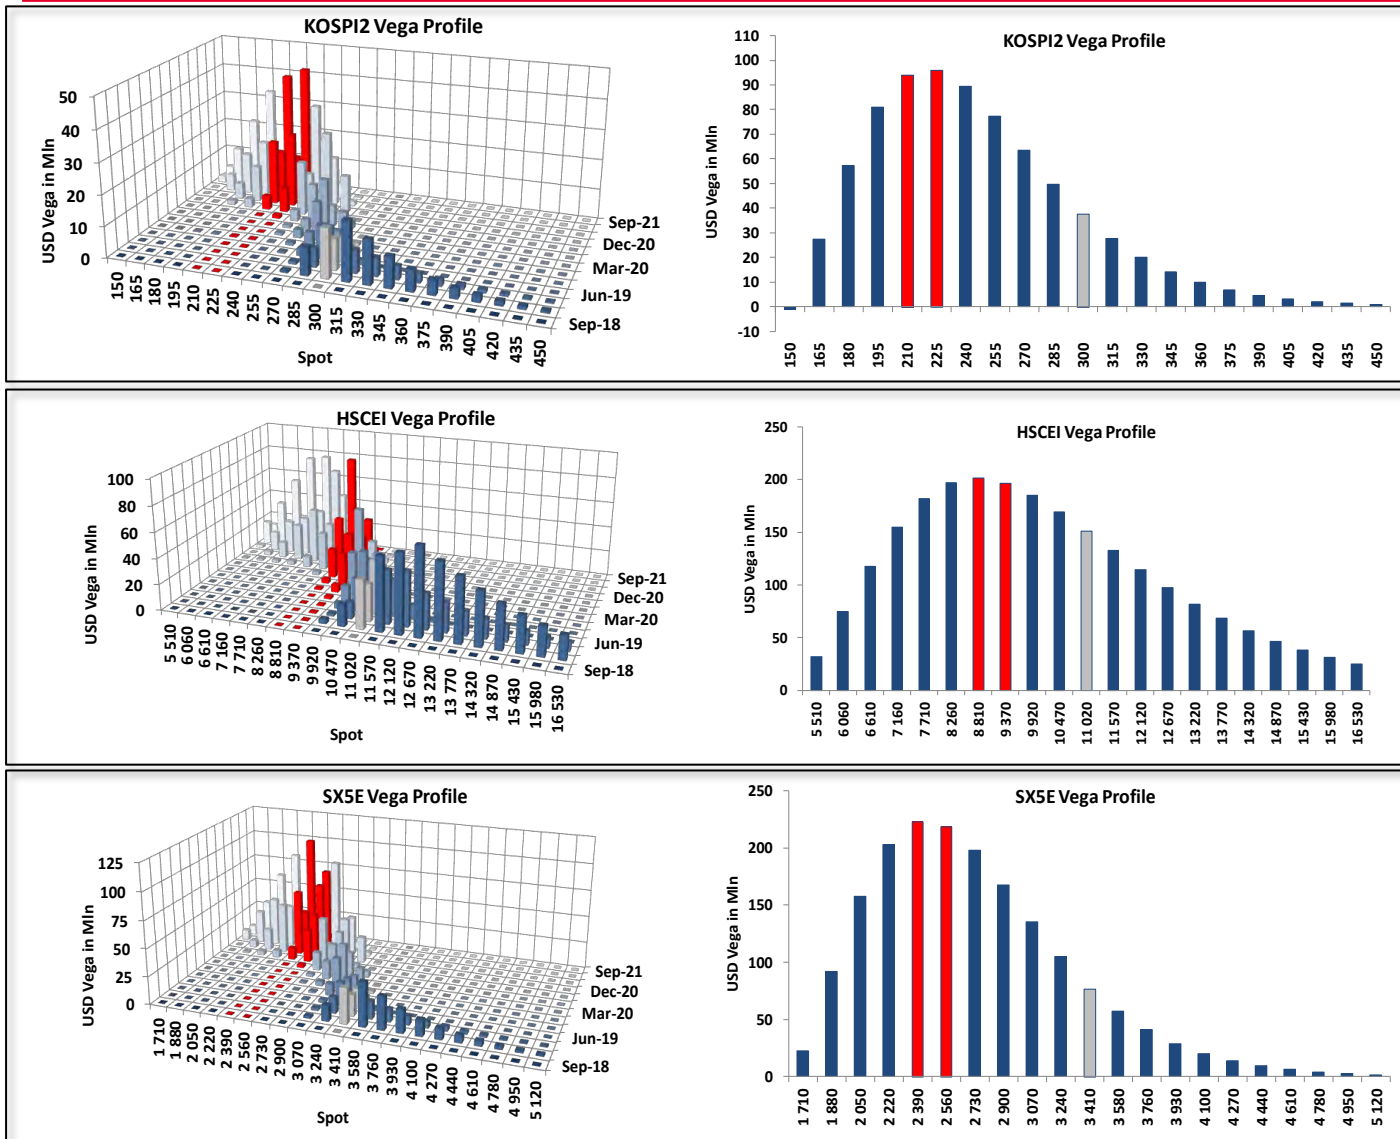 KOSPI2 Vega Profile
USD Vega in Mln
50
40
30
20
10
0
150 165 180 195 210 225 240 255 270 285 300 315 330 345 360 375 390 405 420 435 450
Spot
Sep-21
Dec-20
Mar-20
Jun-19
Sep-18
KOSPI2 Vega Profile
USD Vega in Mln
110
100
90
80
70
60
50
40
30
20
10
0
-10
150 165 180 195 210 225 240 255 270 285 300 315 330 345 360 375 390 405 420 435 450
HSCEI Vega Profile
USD Vega in Mln
100
80
60
40
20
0
5 510 6 060 6 610 7 160 7 710 8 260 8 810 9 370 9 920 10 470 11 020 11 570 12 120 12 670 13 220 13 770 14 320 14 870 15 430 15 980 16 530
Spot
Sep-21
Dec-20
Mar-20
Jun-19
Sep-18
HSCEI Vega Profile
USD Vega in Mln
250
200
150
100
50
0
5 510 6 060 6 610 7 160 7 710 8 260 8 810 9 370 9 920 10 470 11 020 11 570 12 120 12 670 13 220 13 770 14 320 14 870 15 430 15 980 16 530
SX5E Vega Profile
USD Vega in Mln
125
100
75
50
25
0
1 710 1 880 2 050 2 220 2 390 2 560 2 730 2 900 3 070 3 240 3 410 3 580 3 760 3 930 4 100 4 270 4 440 4 610 4 780 4 950 5 120
Spot
Sep-21
Dec-20
Mar-20
Jun-19
Sep-18
SX5E Vega Profile
USD Vega in Mln
250
200
150
100
50
0
1 710 1 880 2 050 2 220 2 390 2 560 2 730 2 900 3 070 3 240 3 410 3 580 3 760 3 930 4 100 4 270 4 440 4 610 4 780 4 950 5 120